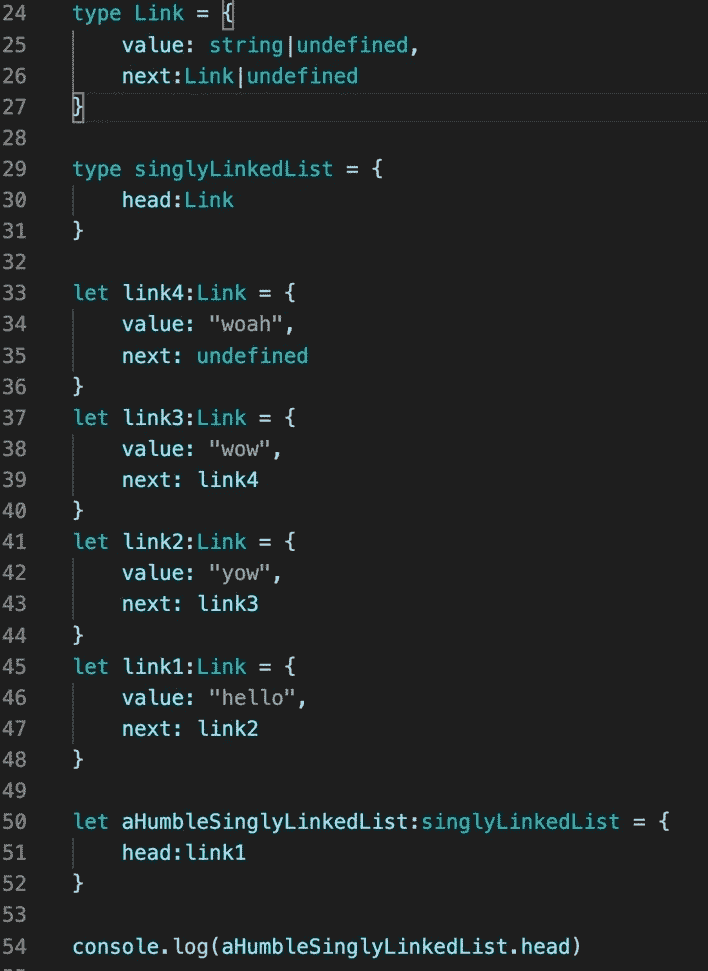 24 type Link = {
25     value: string|undefined,
26     next:Link|undefined
27 }
28
29 type singlyLinkedList = {
30     head:Link
31 }
32
33 let link4:Link = {
34     value: "woah",
35     next: undefined
36 }
37 let link3:Link = {
38     value: "wow",
39     next: link4
40 }
41 let link2:Link = {
42     value: "yow",
43     next: link3
44 }
45 let link1:Link = {
46     value: "hello",
47     next: link2
48 }
49
50 let aHumbleSinglyLinkedList:singlyLinkedList = {
51     head:link1
52 }
53
54 console.log(aHumbleSinglyLinkedList.head)